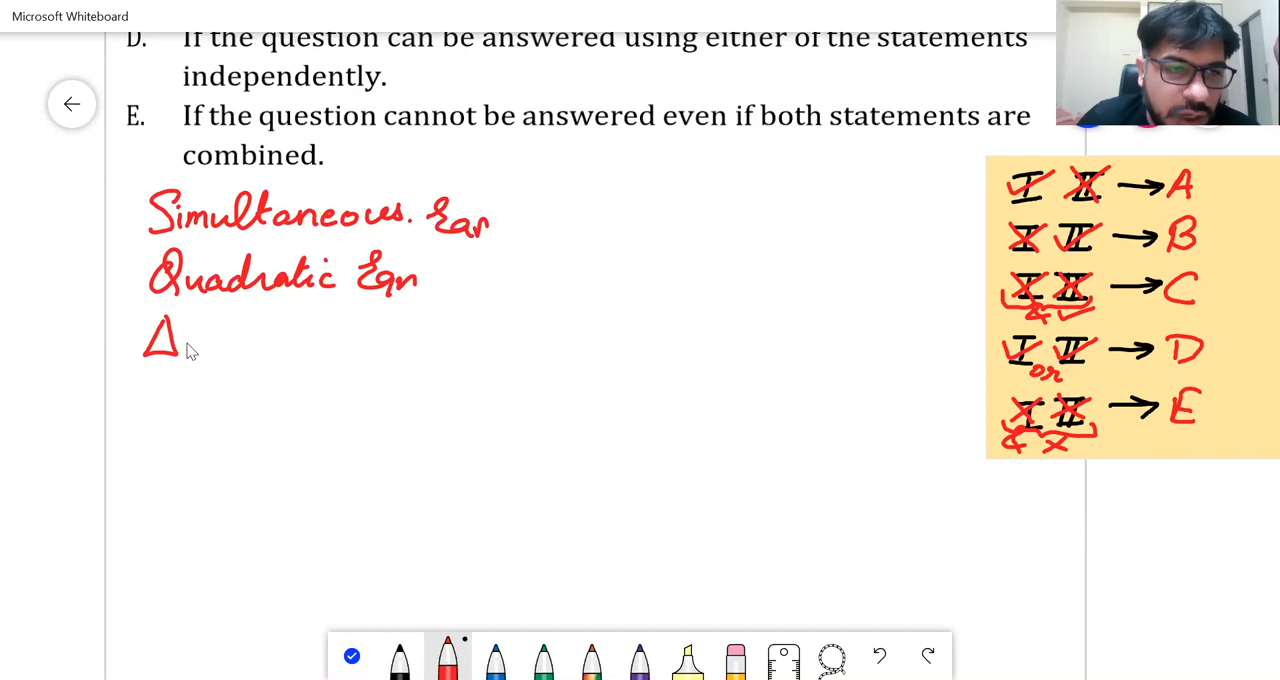 Microsoft Whiteboard
D. If the question can be answered using either of the statements
independently.
E. If the question cannot be answered even if both statements are
combined.
Simultaneous. Eqn
Quadratic Eqn
Δ
I II → A
I II → B
I II → C
&
I II → D
or
I II → E
&